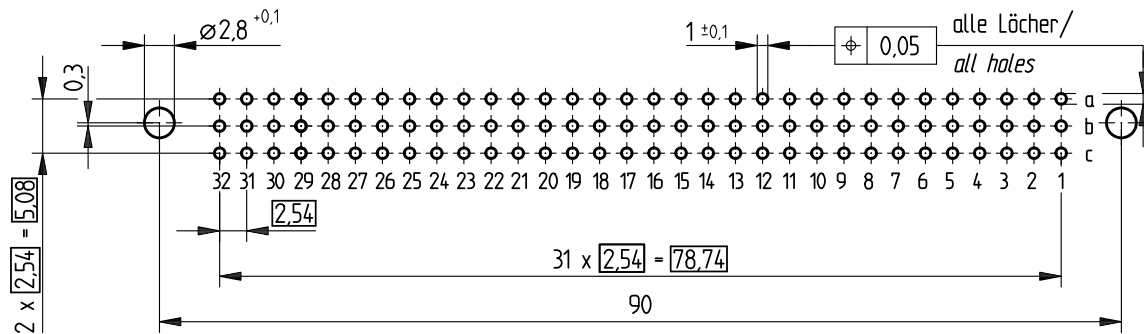 ⌀2,8 +0,1
1 ±0,1
⌖ 0,05
alle Löcher/
all holes
0,3
a
b
c
32 31 30 29 28 27 26 25 24 23 22 21 20 19 18 17 16 15 14 13 12 11 10 9 8 7 6 5 4 3 2 1
2,54
2 x 2,54 = 5,08
31 x 2,54 = 78,74
90